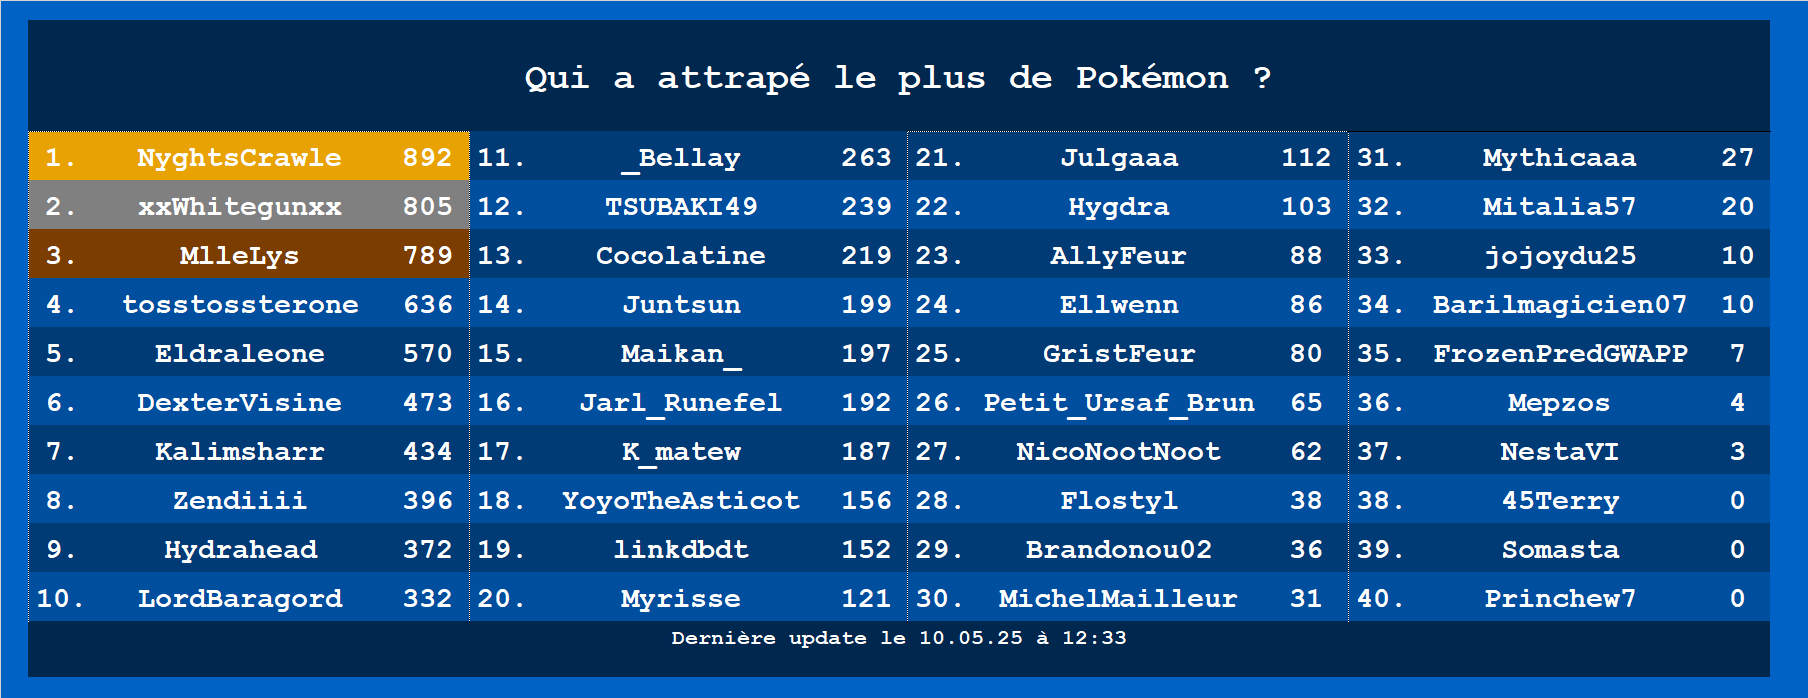 Qui a attrapé le plus de Pokémon ?
1. NyghtsCrawle 892 11. _Bellay 263 21. Julgaaa 112 31. Mythicaaa 27
2. xxWhitegunxx 805 12. TSUBAKI49 239 22. Hygdra 103 32. Mitalia57 20
3. MlleLys 789 13. Cocolatine 219 23. AllyFeur 88 33. jojoydu25 10
4. tosstossterone 636 14. Juntsun 199 24. Ellwenn 86 34. Barilmagicien07 10
5. Eldraleone 570 15. Maikan_ 197 25. GristFeur 80 35. FrozenPredGWAPP 7
6. DexterVisine 473 16. Jarl_Runefel 192 26. Petit_Ursaf_Brun 65 36. Mepzos 4
7. Kalimsharr 434 17. K_matew 187 27. NicoNootNoot 62 37. NestaVI 3
8. Zendiiii 396 18. YoyoTheAsticot 156 28. Flostyl 38 38. 45Terry 0
9. Hydrahead 372 19. linkdbdt 152 29. Brandonou02 36 39. Somasta 0
10. LordBaragord 332 20. Myrisse 121 30. MichelMailleur 31 40. Princhew7 0
Dernière update le 10.05.25 à 12:33